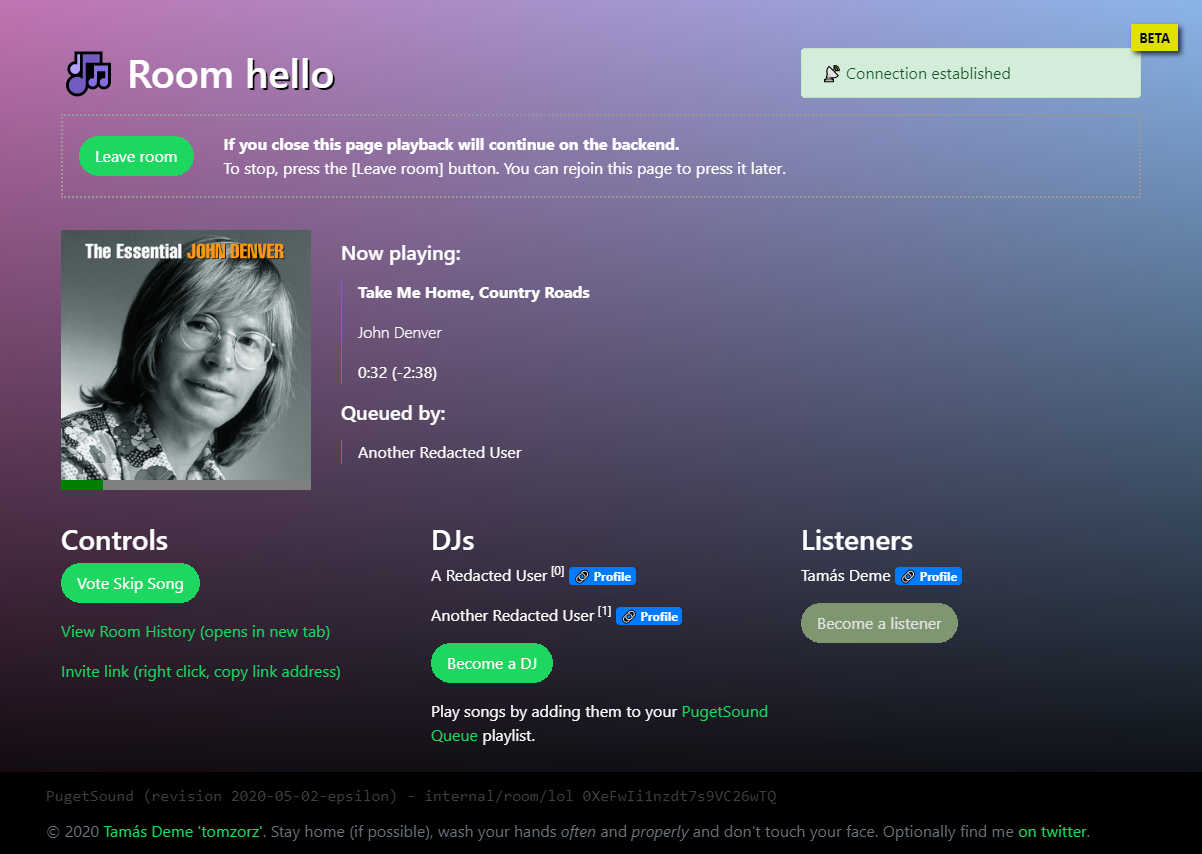 BETA
Room hello
Connection established
Leave room
If you close this page playback will continue on the backend.
To stop, press the [Leave room] button. You can rejoin this page to press it later.
The Essential JOHN DENVER
Now playing:
Take Me Home, Country Roads
John Denver
0:32 (-2:38)
Queued by:
Another Redacted User
Controls
Vote Skip Song
View Room History (opens in new tab)
Invite link (right click, copy link address)
DJs
A Redacted User [0] Profile
Another Redacted User [1] Profile
Become a DJ
Play songs by adding them to your PugetSound
Queue playlist.
Listeners
Tamás Deme Profile
Become a listener
PugetSound (revision 2020-05-02-epsilon) - internal/room/lol 0XeFwIi1nzdt7s9VC26wTQ
© 2020 Tamás Deme 'tomzorz'. Stay home (if possible), wash your hands often and properly and don't touch your face. Optionally find me on twitter.